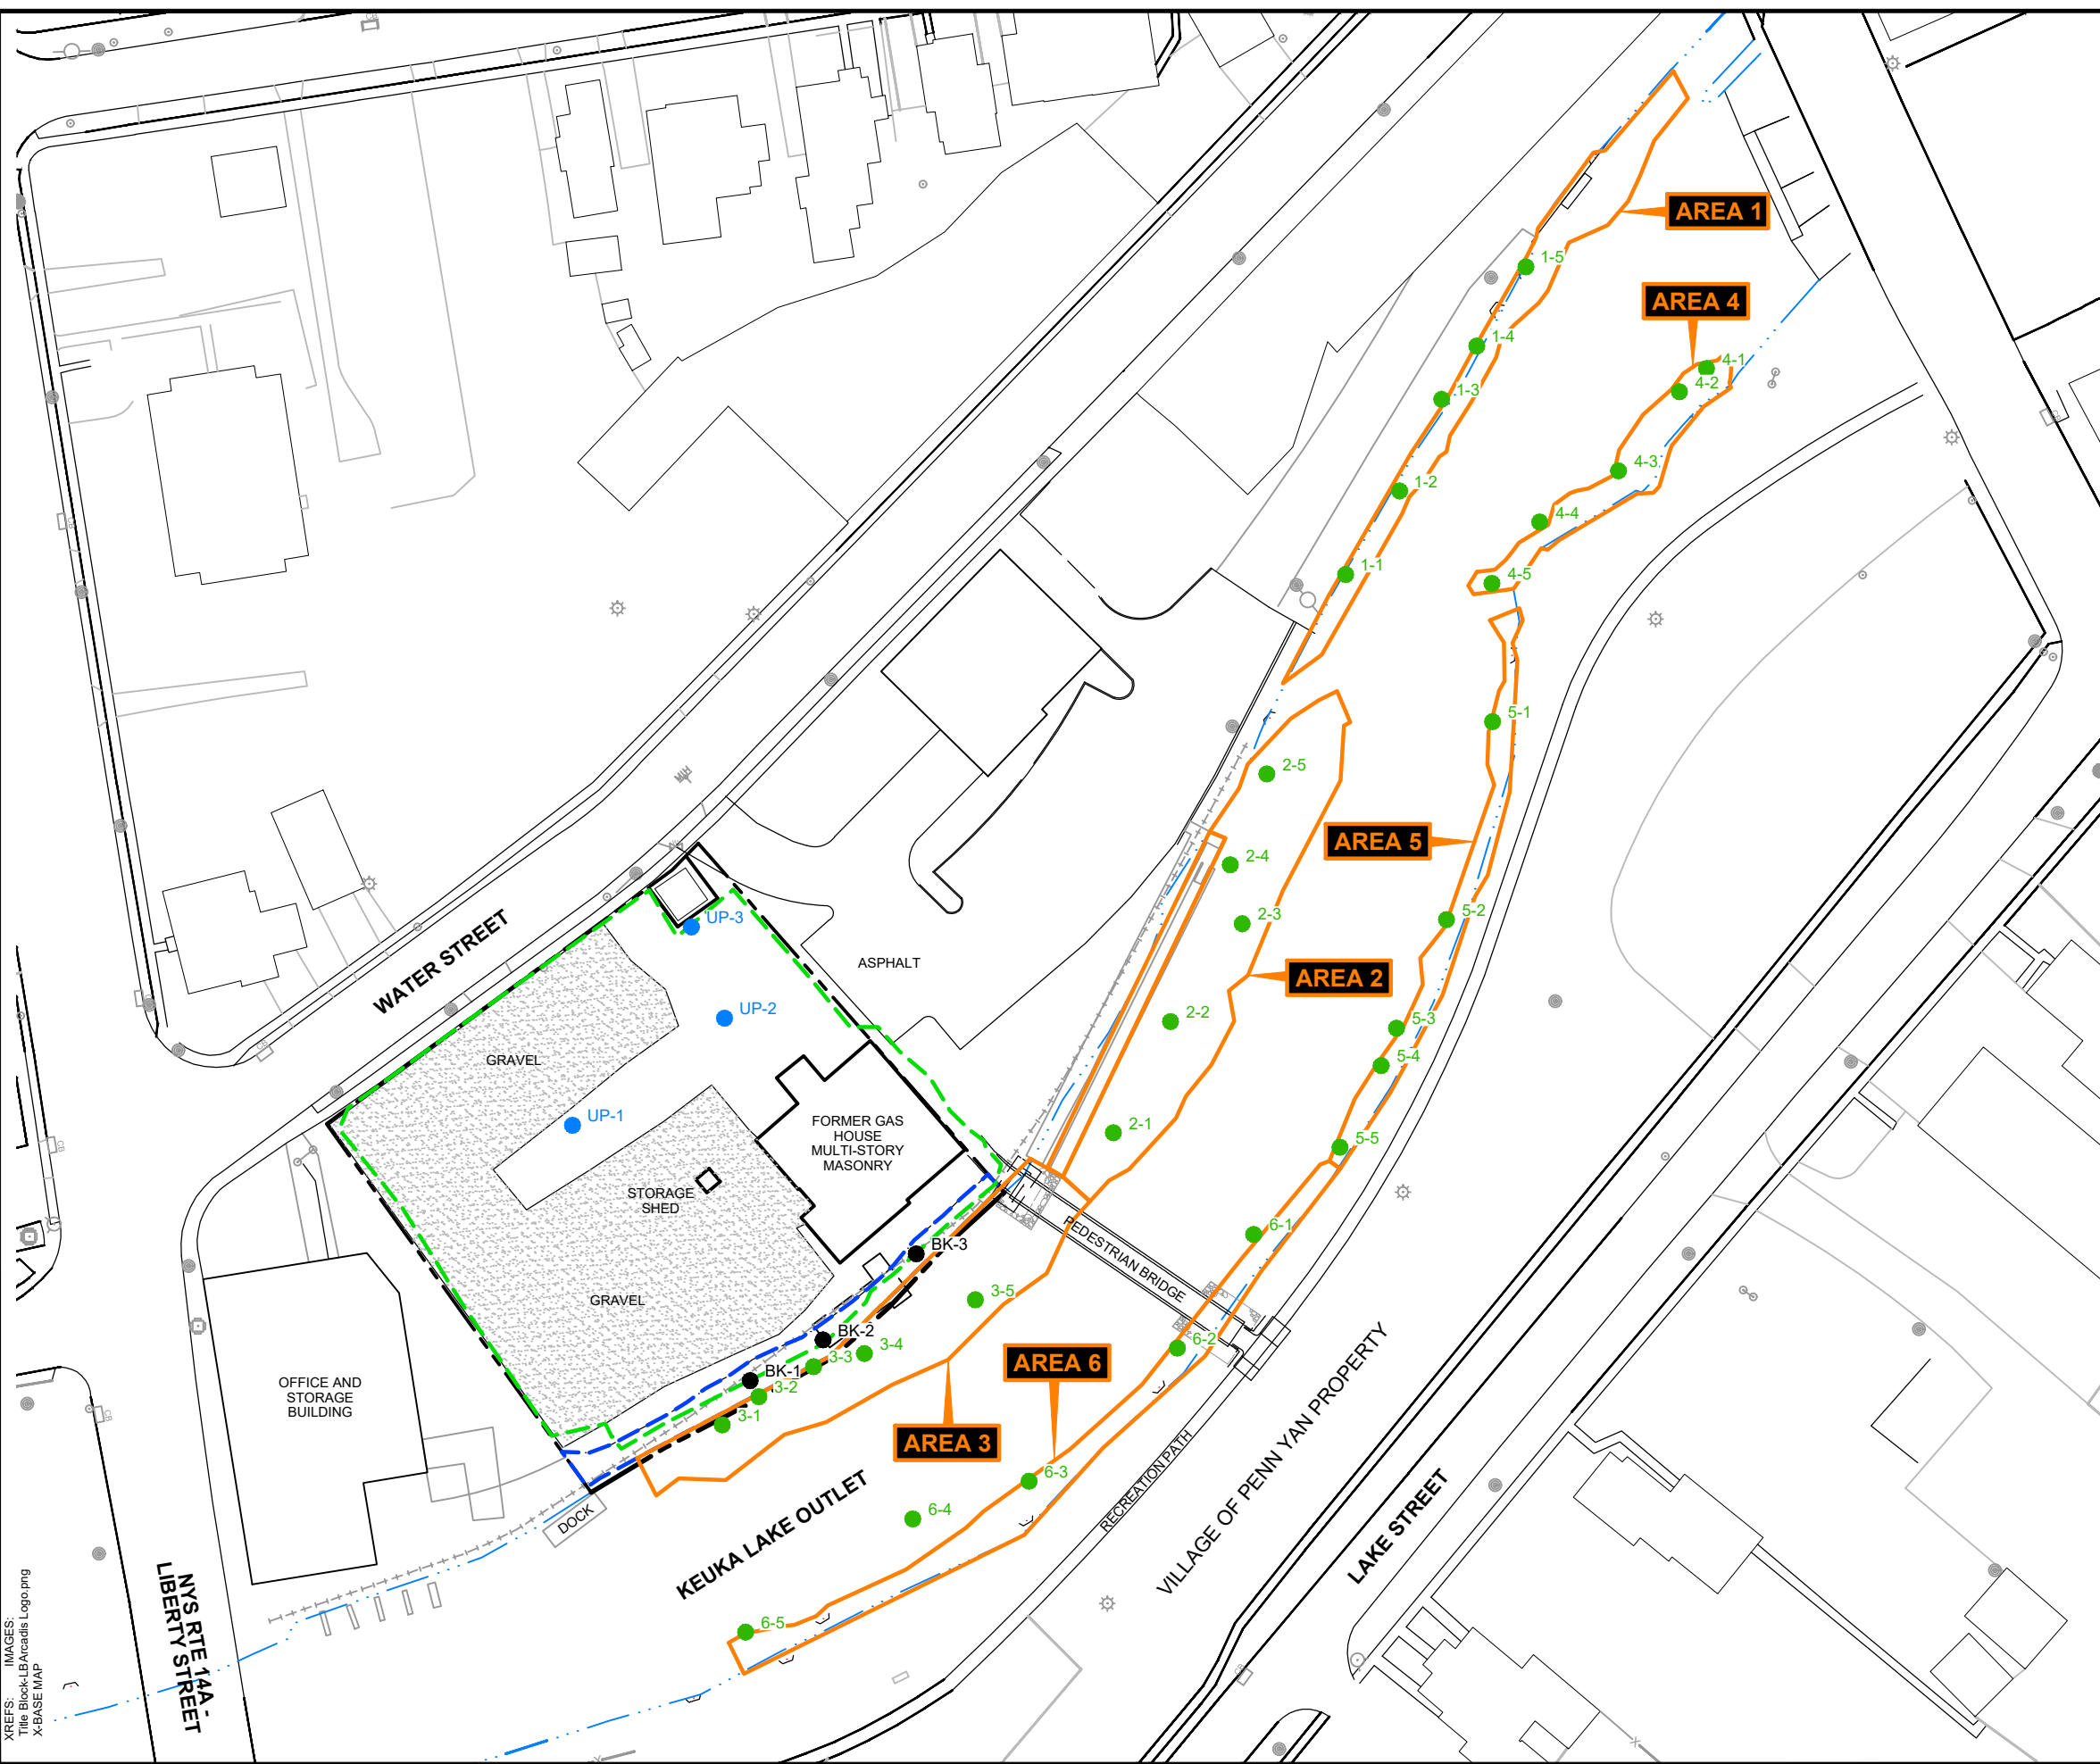 AREA 1
1-5
AREA 4
1-4
4-1
4-2
1-3
4-3
1-2
4-4
1-1
4-5
5-1
2-5
AREA 5
2-4
5-2
2-3
UP-3
WATER STREET
ASPHALT
AREA 2
UP-2
2-2
5-3
GRAVEL
5-4
UP-1
FORMER GAS
HOUSE
MULTI-STORY
MASONRY
2-1
5-5
STORAGE
SHED
PEDESTRIAN BRIDGE
6-1
BK-3
3-5
GRAVEL
BK-2
3-4
3-3
6-2
AREA 6
BK-1
3-2
OFFICE AND
STORAGE
BUILDING
3-1
AREA 3
VILLAGE OF PENN YAN PROPERTY
6-3
RECREATION PATH
6-4
DOCK
KEUKA LAKE OUTLET
LAKE STREET
6-5
NYS RTE 14A -
LIBERTY STREET
XREFS:
IMAGES:
Title Block-LBArcadis Logo.png
X-BASE MAP